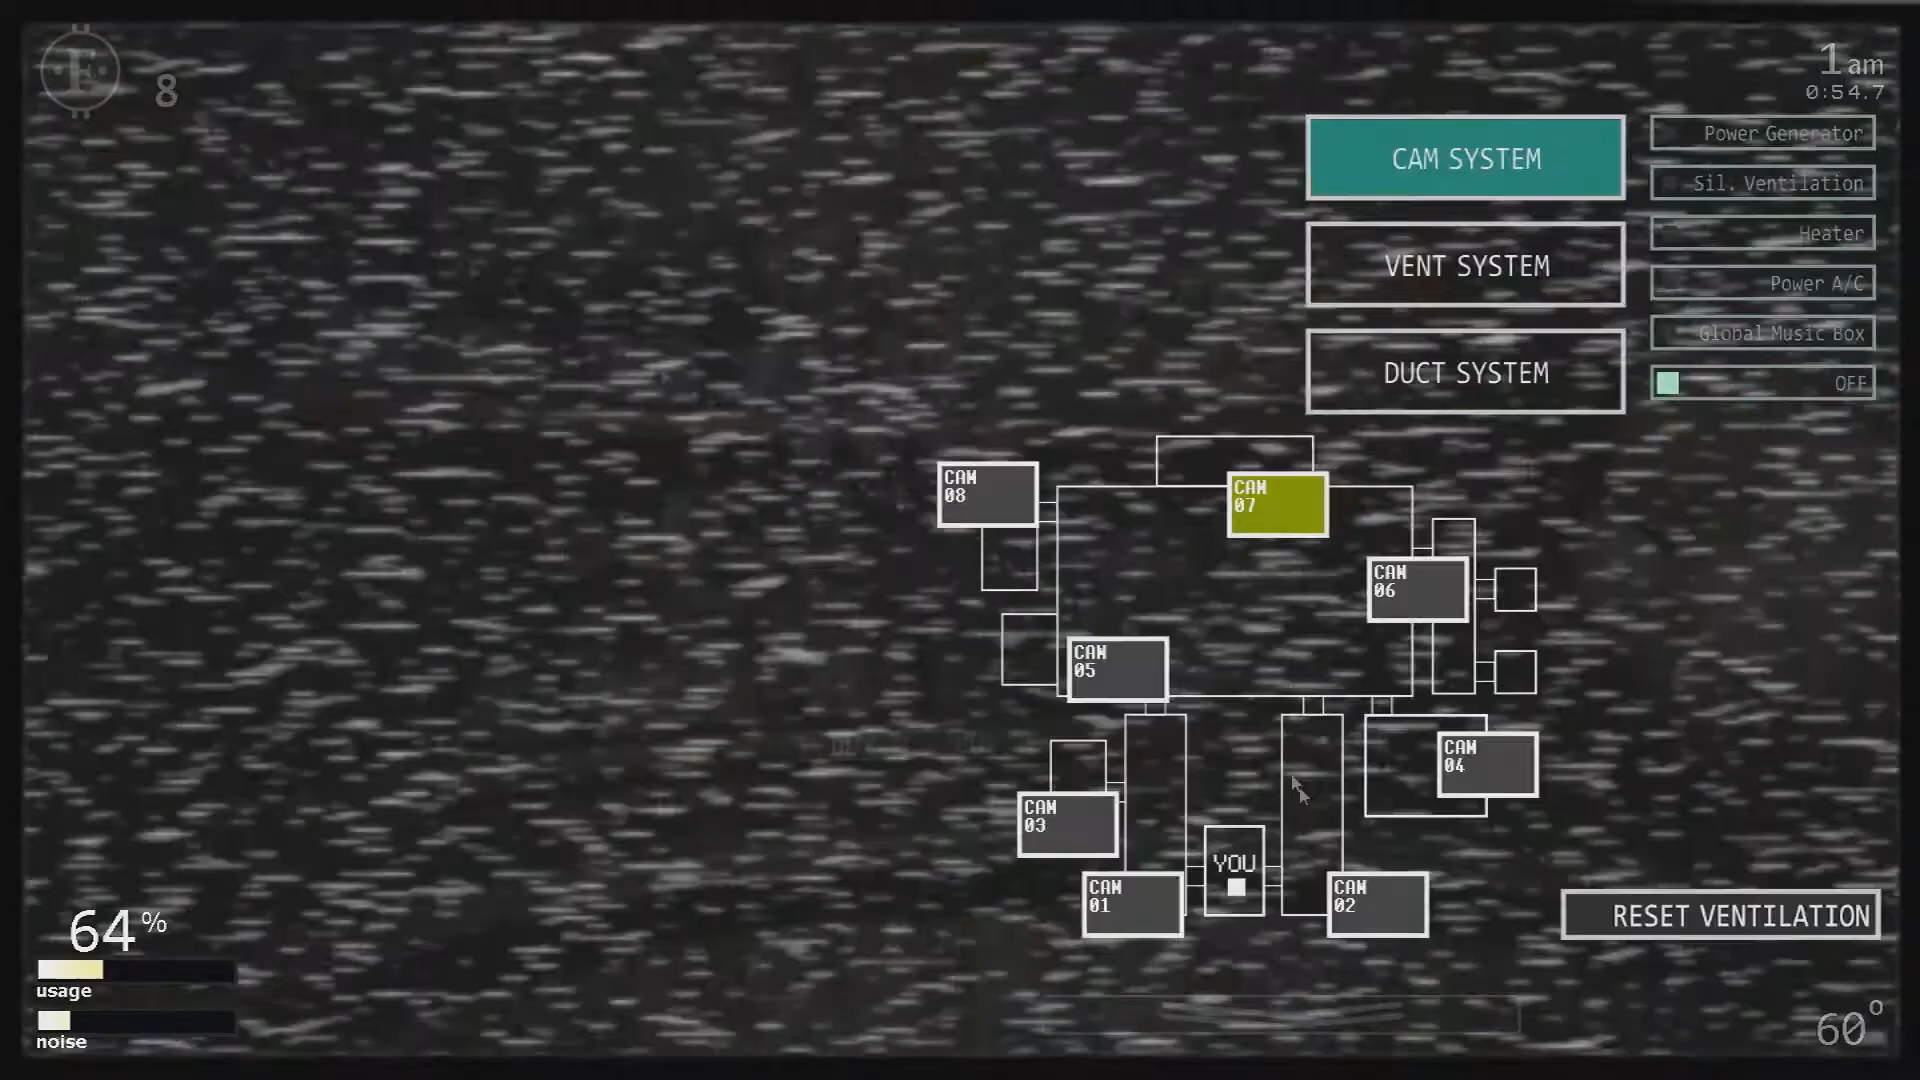 E
8
1 am
0:54.7
CAM SYSTEM
VENT SYSTEM
DUCT SYSTEM
Power Generator
Sil. Ventilation
Heater
Power A/C
Global Music Box
OFF
CAM
08
CAM
07
CAM
06
CAM
05
CAM
04
CAM
03
YOU
CAM
01
CAM
02
RESET VENTILATION
64%
usage
noise
60°